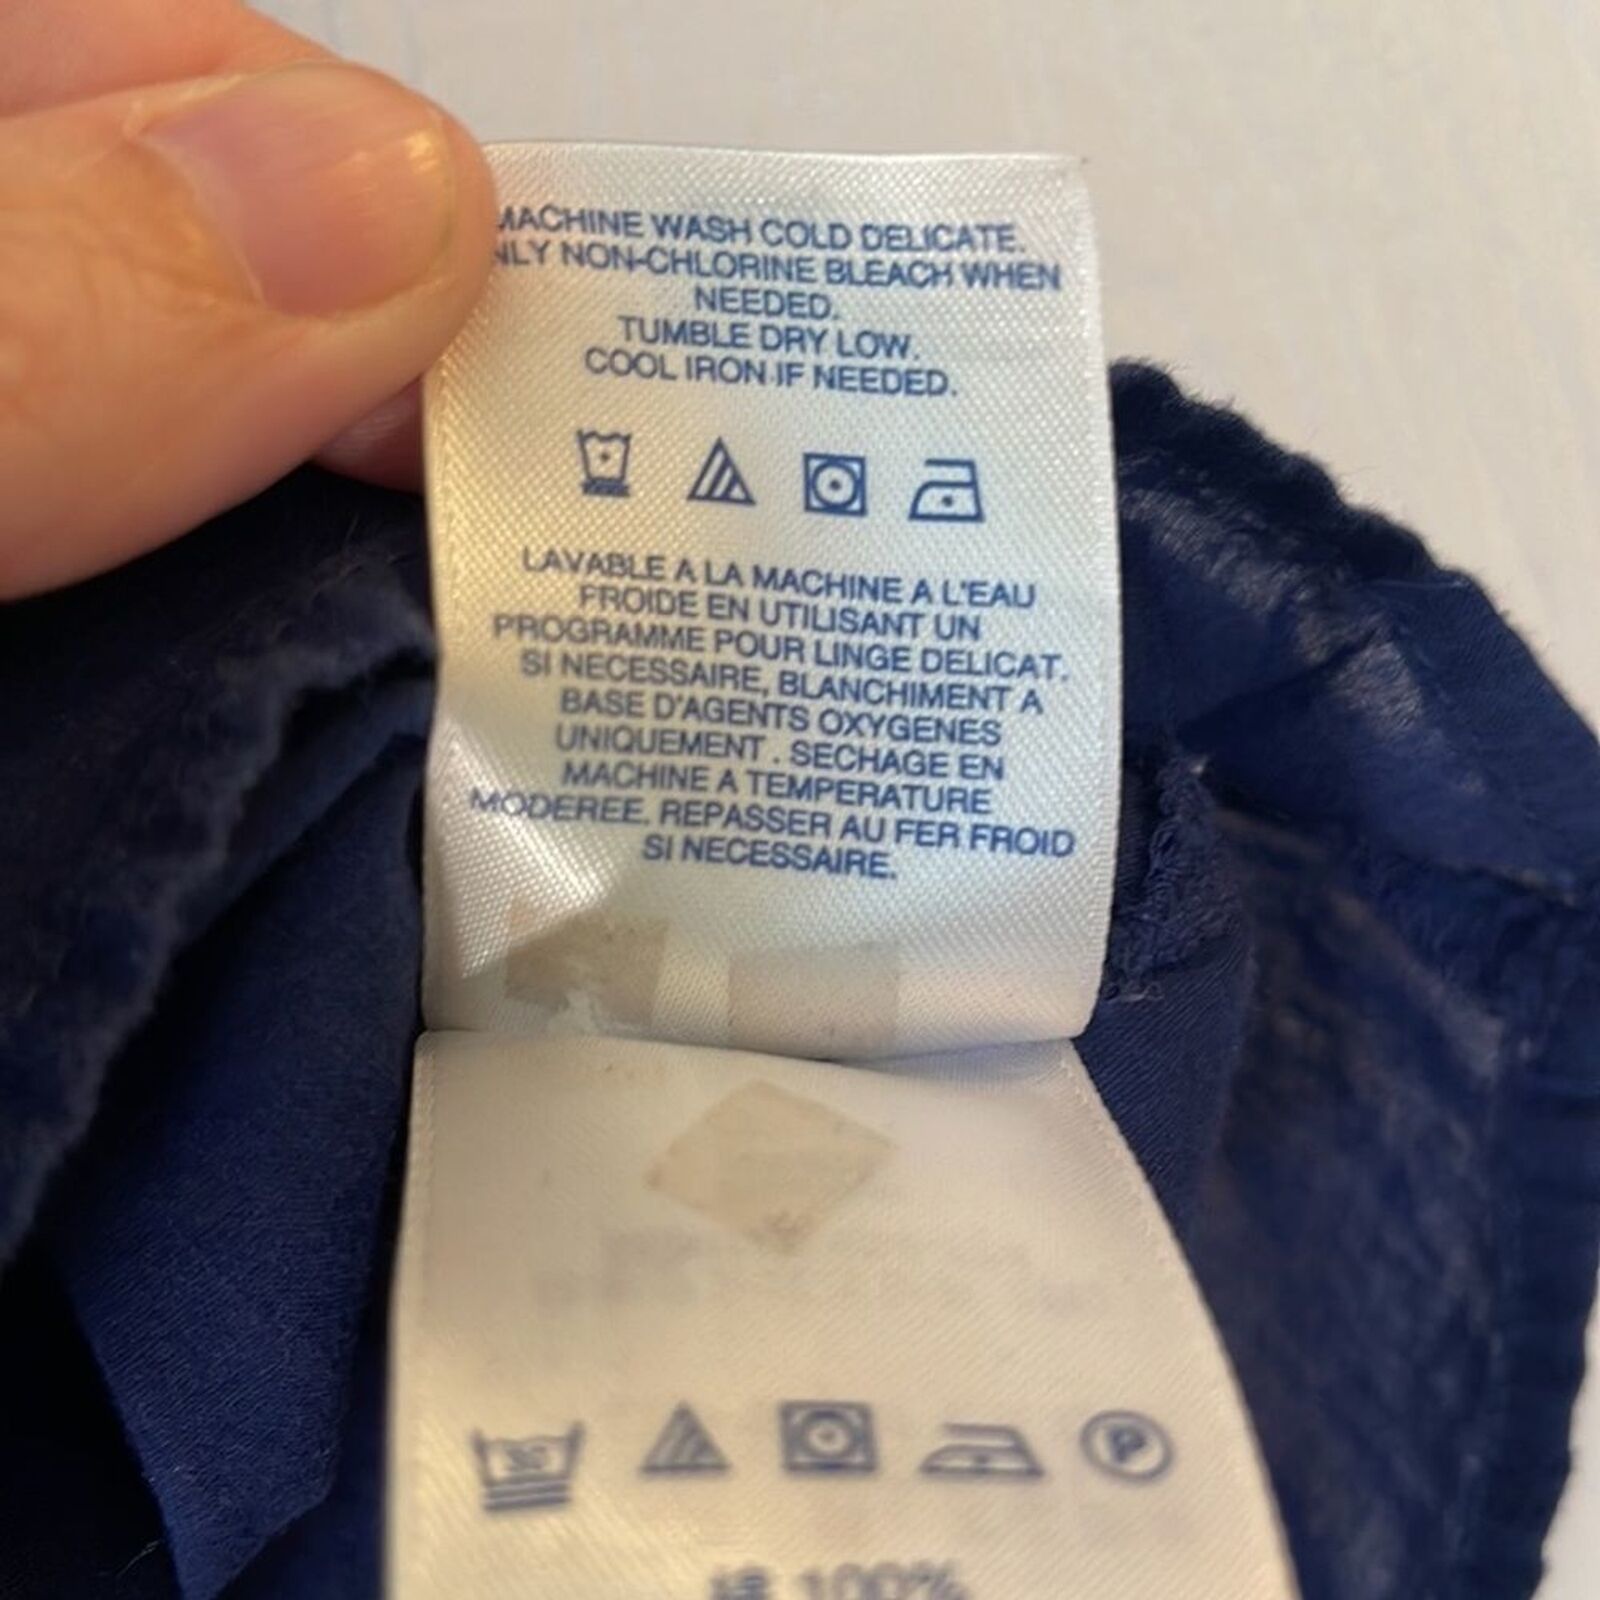 MACHINE WASH COLD DELICATE.
NLY NON-CHLORINE BLEACH WHEN
NEEDED.
TUMBLE DRY LOW.
COOL IRON IF NEEDED.
LAVABLE A LA MACHINE A L'EAU
FROIDE EN UTILISANT UN
PROGRAMME POUR LINGE DELICAT.
SI NECESSAIRE, BLANCHIMENT A
BASE D'AGENTS OXYGENES
UNIQUEMENT . SECHAGE EN
MACHINE A TEMPERATURE
MODEREE. REPASSER AU FER FROID
SI NECESSAIRE.
30
P
100%